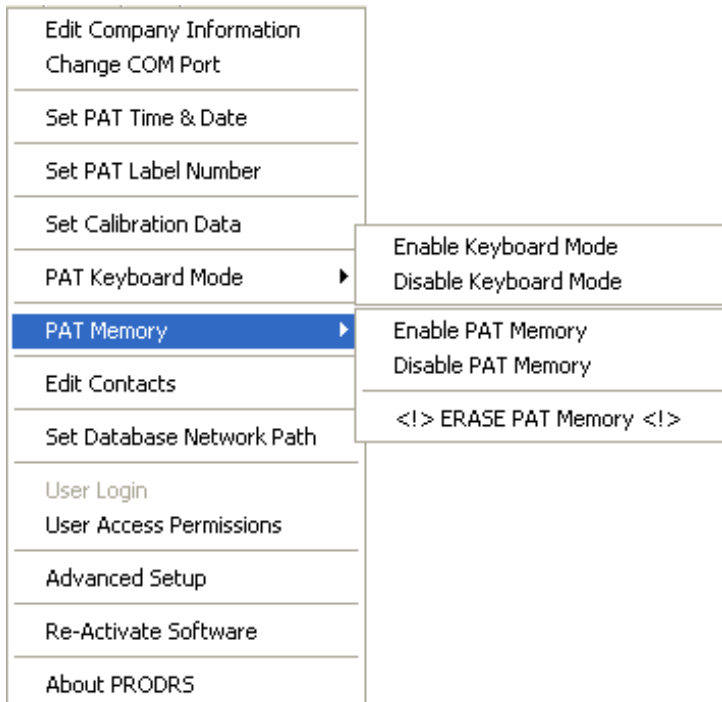 Edit Company Information
Change COM Port
Set PAT Time & Date
Set PAT Label Number
Set Calibration Data
PAT Keyboard Mode
Enable Keyboard Mode
Disable Keyboard Mode
PAT Memory
Enable PAT Memory
Disable PAT Memory
<!> ERASE PAT Memory <!>
Edit Contacts
Set Database Network Path
User Login
User Access Permissions
Advanced Setup
Re-Activate Software
About PRODRS